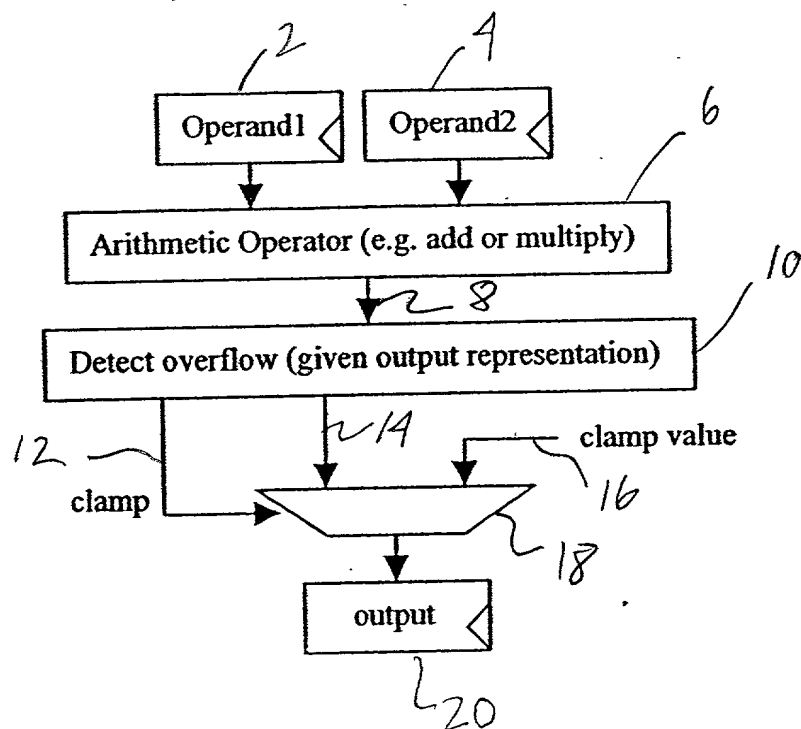 2
4
Operand1
Operand2
6
Arithmetic Operator (e.g. add or multiply)
8
10
Detect overflow (given output representation)
12
14
clamp value
16
clamp
18
output
20